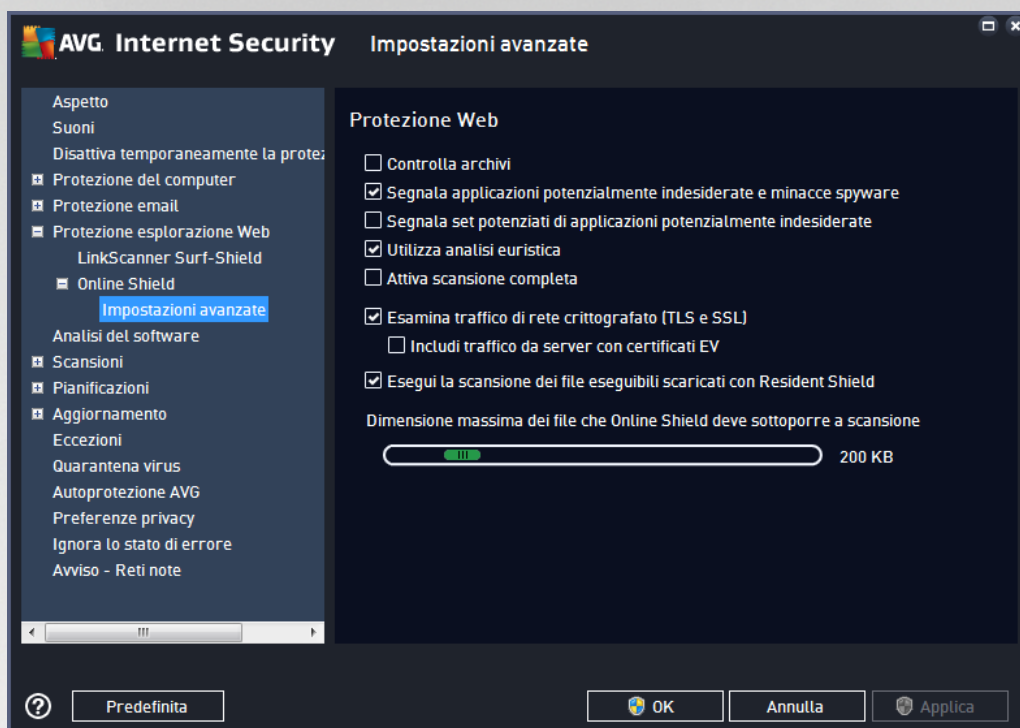 AVG. Internet Security
Impostazioni avanzate
Aspetto
Suoni
Disattiva temporaneamente la
Protezione del computer
Protezione email
Protezione esplorazione Web
LinkScanner Surf-Shield
Online Shield
Impostazioni avanzate
Analisi del software
Scansioni
Pianificazioni
Aggiornamento
Eccezioni
Quarantena virus
Autoprotezione AVG
Preferenze privacy
Ignora lo stato di errore
Avviso - Reti note
Protezione Web
Controlla archivi
Segnala applicazioni potenzialmente indesiderate e minacce spyware
Segnala set potenziati di applicazioni potenzialmente indesiderate
Utilizza analisi euristica
Attiva scansione completa
Esamina traffico di rete crittografato (TLS e SSL)
Includi traffico da server con certificati EV
Esegui la scansione dei file eseguibili scaricati con Resident Shield
Dimensione massima dei file che Online Shield deve sottoporre a scansione
200 KB
? Predefinita
OK
Annulla
Applica